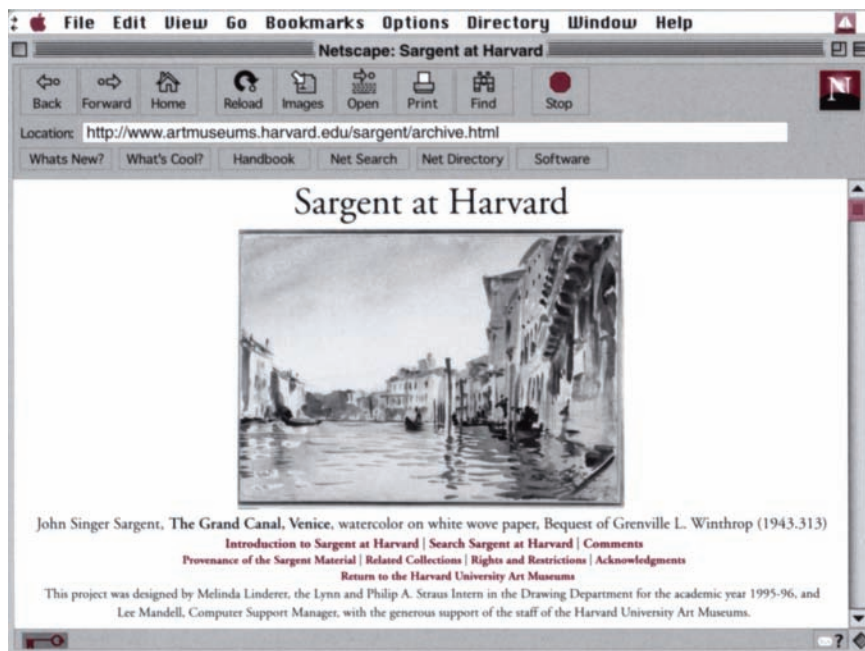 File Edit View Go Bookmarks Options Directory Window Help
Netscape: Sargent at Harvard
Back Forward Home Reload Images Open Print Find Stop
N
Location: http://www.artmuseums.harvard.edu/sargent/archive.html
Whats New? What's Cool? Handbook Net Search Net Directory Software
Sargent at Harvard
John Singer Sargent, The Grand Canal, Venice, watercolor on white wove paper, Bequest of Grenville L. Winthrop (1943.313)
Introduction to Sargent at Harvard | Search Sargent at Harvard | Comments
Provenance of the Sargent Material | Related Collections | Rights and Restrictions | Acknowledgments
Return to the Harvard University Art Museums
This project was designed by Melinda Linderer, the Lynn and Philip A. Straus Intern in the Drawing Department for the academic year 1995-96, and
Lee Mandell, Computer Support Manager, with the generous support of the staff of the Harvard University Art Museums.
?